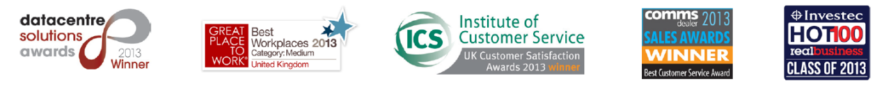 datacentre
solutions
awards
2013
Winner
GREAT
PLACE
TO
WORK®
Best
Workplaces 2013
Category: Medium
United Kingdom
ICS
Institute of
Customer Service
UK Customer Satisfaction
Awards 2013 winner
comms
dealer 2013
SALES AWARDS
WINNER
Best Customer Service Award
Investec
HOT100
realbusiness
CLASS OF 2013